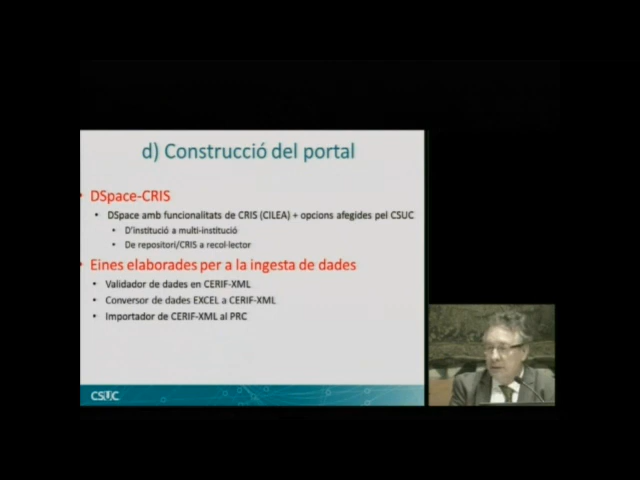 d) Construcció del portal
• DSpace-CRIS
• DSpace amb funcionalitats de CRIS (CILEA) + opcions afegides pel CSUC
• D'institució a multi-institució
• De repositori/CRIS a recol·lector
• Eines elaborades per a la ingesta de dades
• Validador de dades en CERIF-XML
• Conversor de dades EXCEL a CERIF-XML
• Importador de CERIF-XML al PRC
CSUC